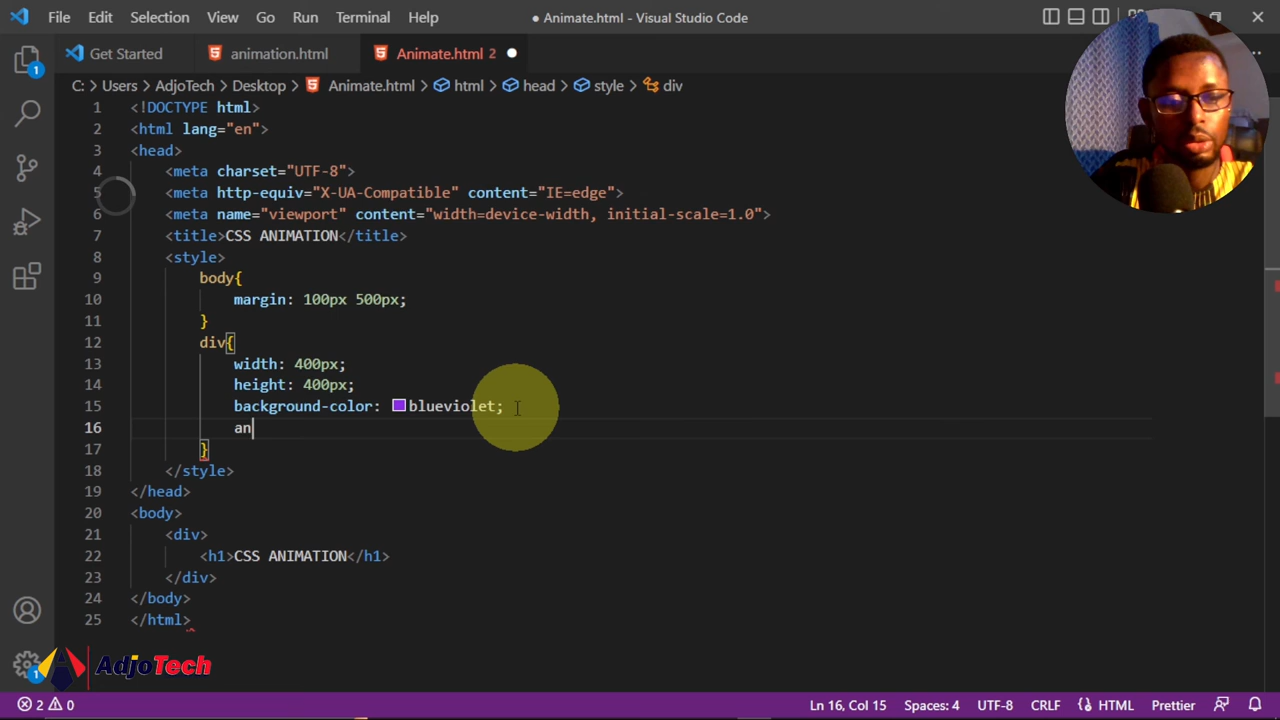 File Edit Selection View Go Run Terminal Help ● Animate.html - Visual Studio Code
Get Started animation.html Animate.html 2
C: > Users > AdjoTech > Desktop > Animate.html > html > head > style > div
1 <!DOCTYPE html>
2 <html lang="en">
3 <head>
4 <meta charset="UTF-8">
5 <meta http-equiv="X-UA-Compatible" content="IE=edge">
6 <meta name="viewport" content="width=device-width, initial-scale=1.0">
7 <title>CSS ANIMATION</title>
8 <style>
9 body{
10 margin: 100px 500px;
11 }
12 div{
13 width: 400px;
14 height: 400px;
15 background-color: blueviolet;
16 an
17 }
18 </style>
19 </head>
20 <body>
21 <div>
22 <h1>CSS ANIMATION</h1>
23 </div>
24 </body>
25 </html>
1
1
AdjoTech
2 0 Ln 16, Col 15 Spaces: 4 UTF-8 CRLF HTML Prettier